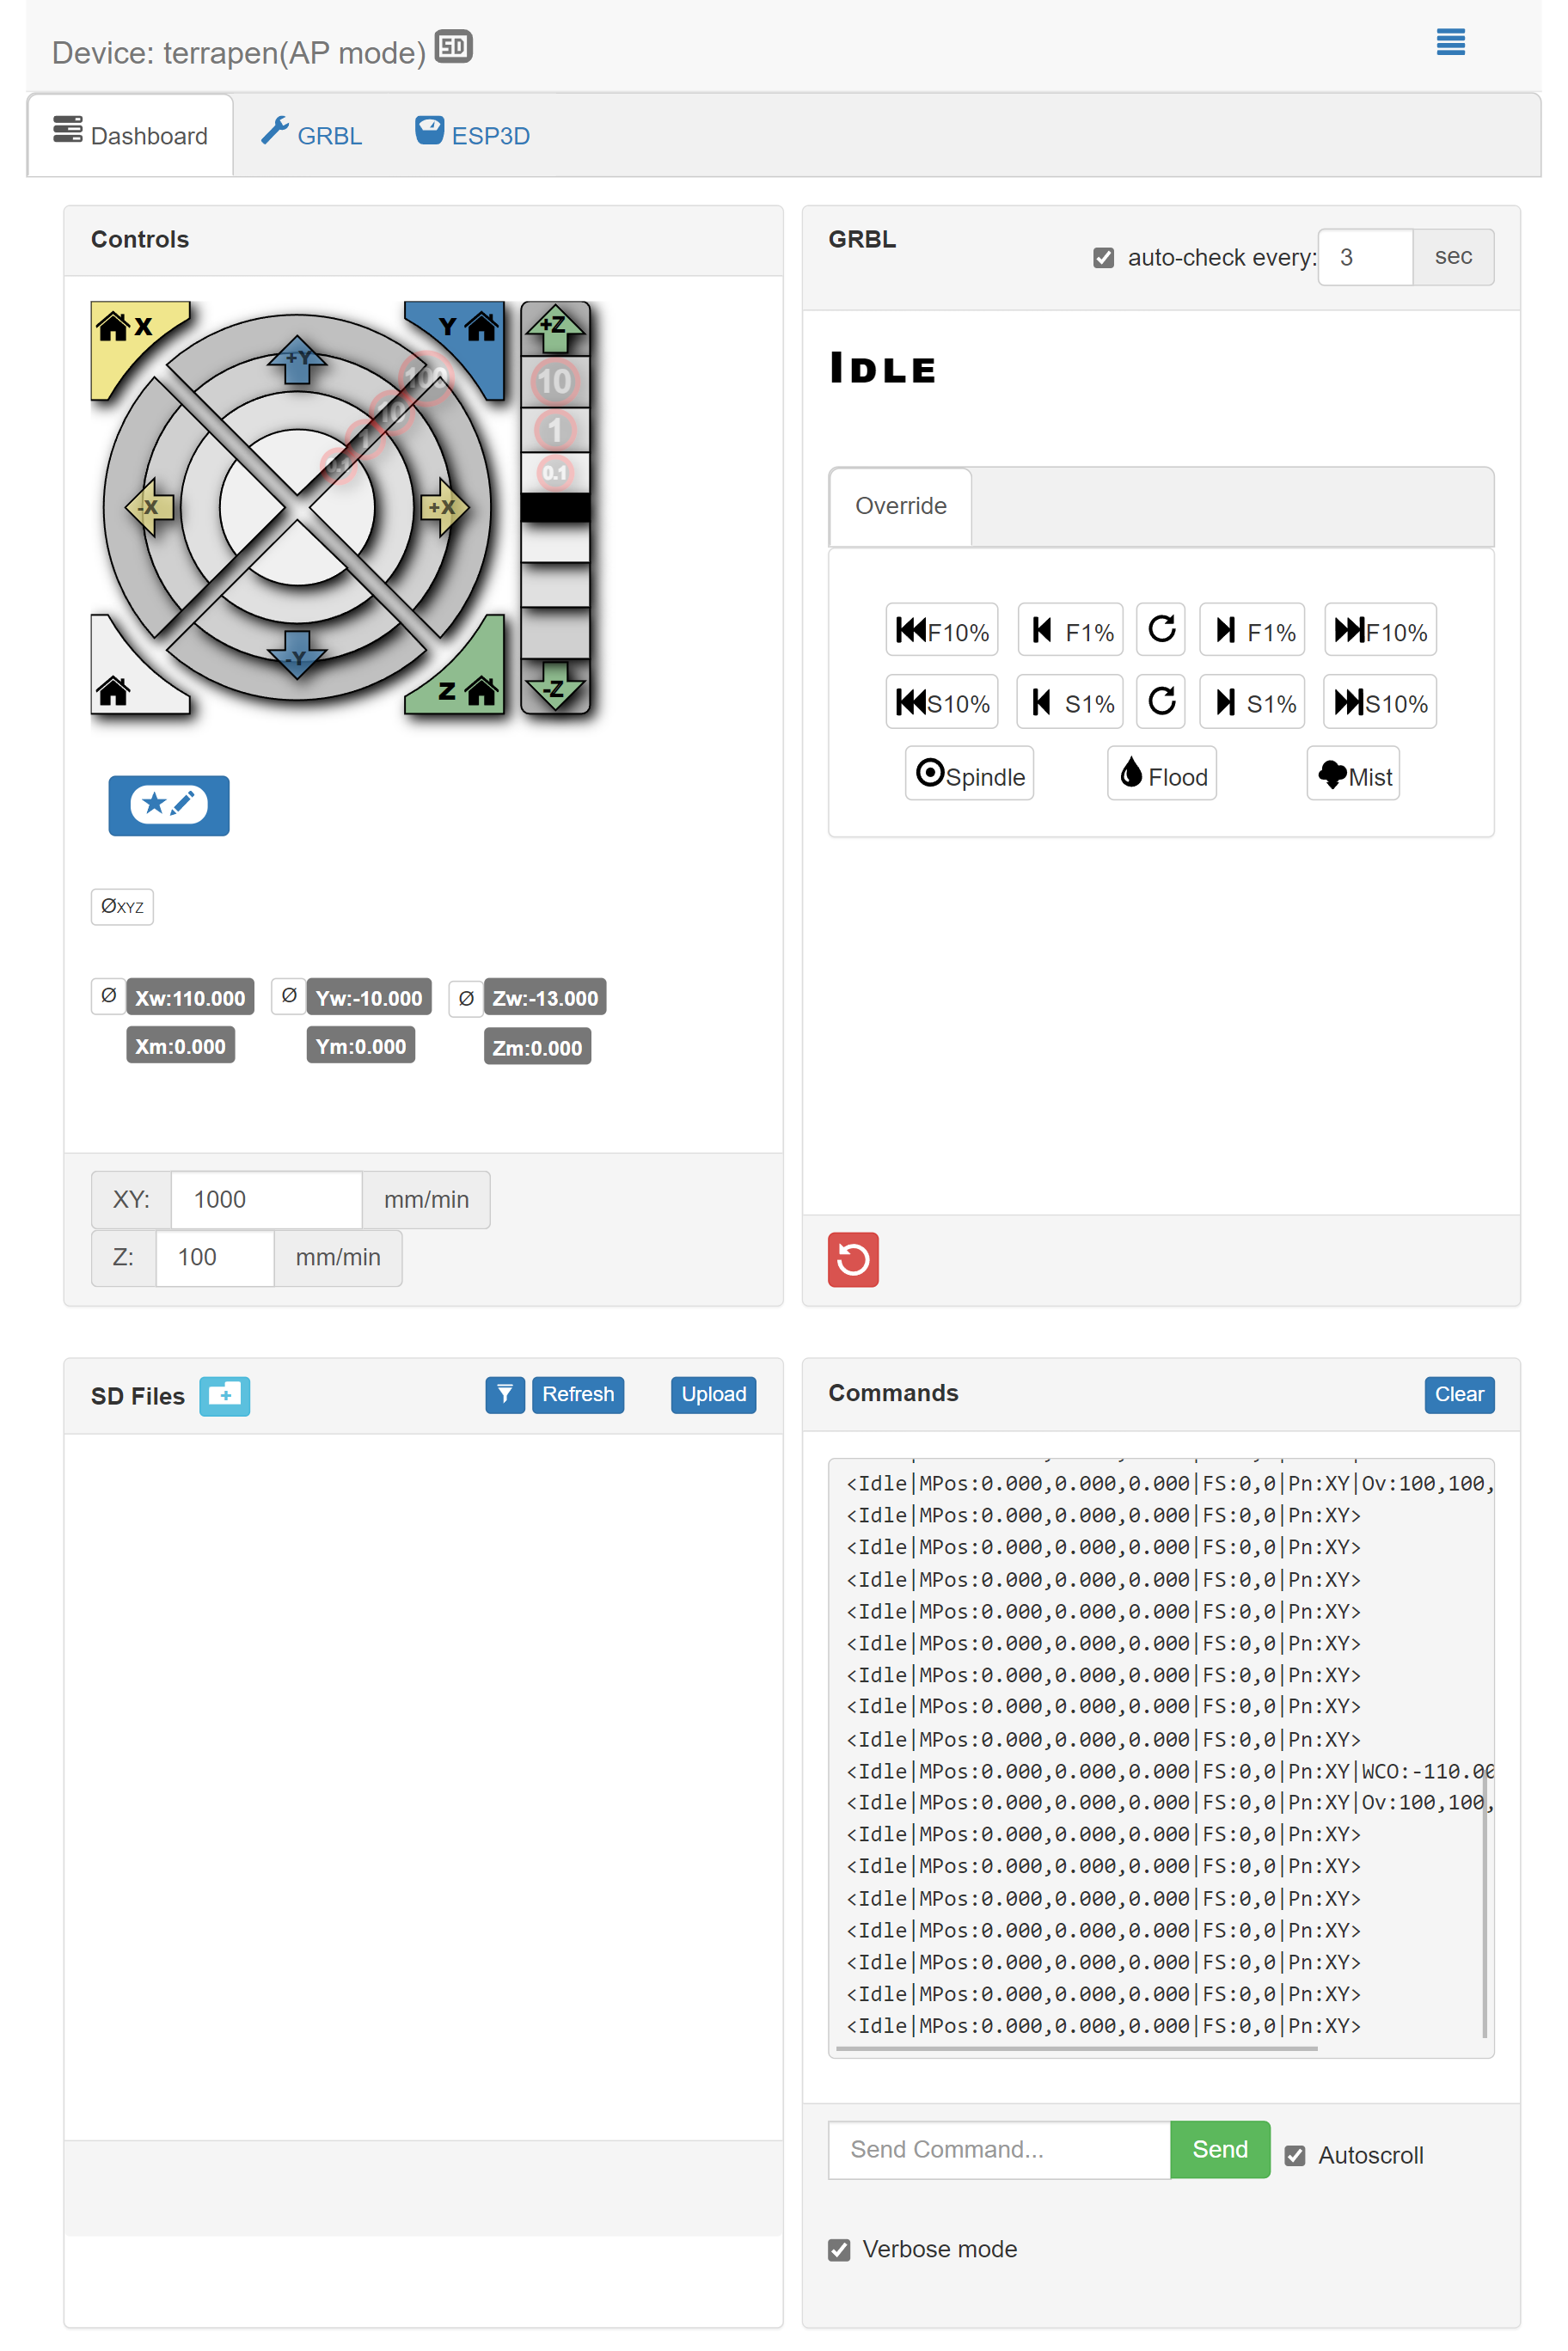 Device: terrapen(AP mode) SD
Dashboard GRBL ESP3D
Controls
X Y +Z
+Y 100 10
10 1
1 0.1
0.1
-X +X
-Y
Z -Z
ØXYZ
Ø Xw:110.000 Ø Yw:-10.000 Ø Zw:-13.000
Xm:0.000 Ym:0.000 Zm:0.000
XY: 1000 mm/min
Z: 100 mm/min
GRBL auto-check every: 3 sec
IDLE
Override
F10% F1% F1% F10%
S10% S1% S1% S10%
Spindle Flood Mist
SD Files Refresh Upload
Commands Clear
<Idle|MPos:0.000,0.000,0.000|FS:0,0|Pn:XY|Ov:100,100,
<Idle|MPos:0.000,0.000,0.000|FS:0,0|Pn:XY>
<Idle|MPos:0.000,0.000,0.000|FS:0,0|Pn:XY>
<Idle|MPos:0.000,0.000,0.000|FS:0,0|Pn:XY>
<Idle|MPos:0.000,0.000,0.000|FS:0,0|Pn:XY>
<Idle|MPos:0.000,0.000,0.000|FS:0,0|Pn:XY>
<Idle|MPos:0.000,0.000,0.000|FS:0,0|Pn:XY>
<Idle|MPos:0.000,0.000,0.000|FS:0,0|Pn:XY>
<Idle|MPos:0.000,0.000,0.000|FS:0,0|Pn:XY>
<Idle|MPos:0.000,0.000,0.000|FS:0,0|Pn:XY|WCO:-110.00
<Idle|MPos:0.000,0.000,0.000|FS:0,0|Pn:XY|Ov:100,100,
<Idle|MPos:0.000,0.000,0.000|FS:0,0|Pn:XY>
<Idle|MPos:0.000,0.000,0.000|FS:0,0|Pn:XY>
<Idle|MPos:0.000,0.000,0.000|FS:0,0|Pn:XY>
<Idle|MPos:0.000,0.000,0.000|FS:0,0|Pn:XY>
<Idle|MPos:0.000,0.000,0.000|FS:0,0|Pn:XY>
<Idle|MPos:0.000,0.000,0.000|FS:0,0|Pn:XY>
<Idle|MPos:0.000,0.000,0.000|FS:0,0|Pn:XY>
Send Command... Send Autoscroll
Verbose mode